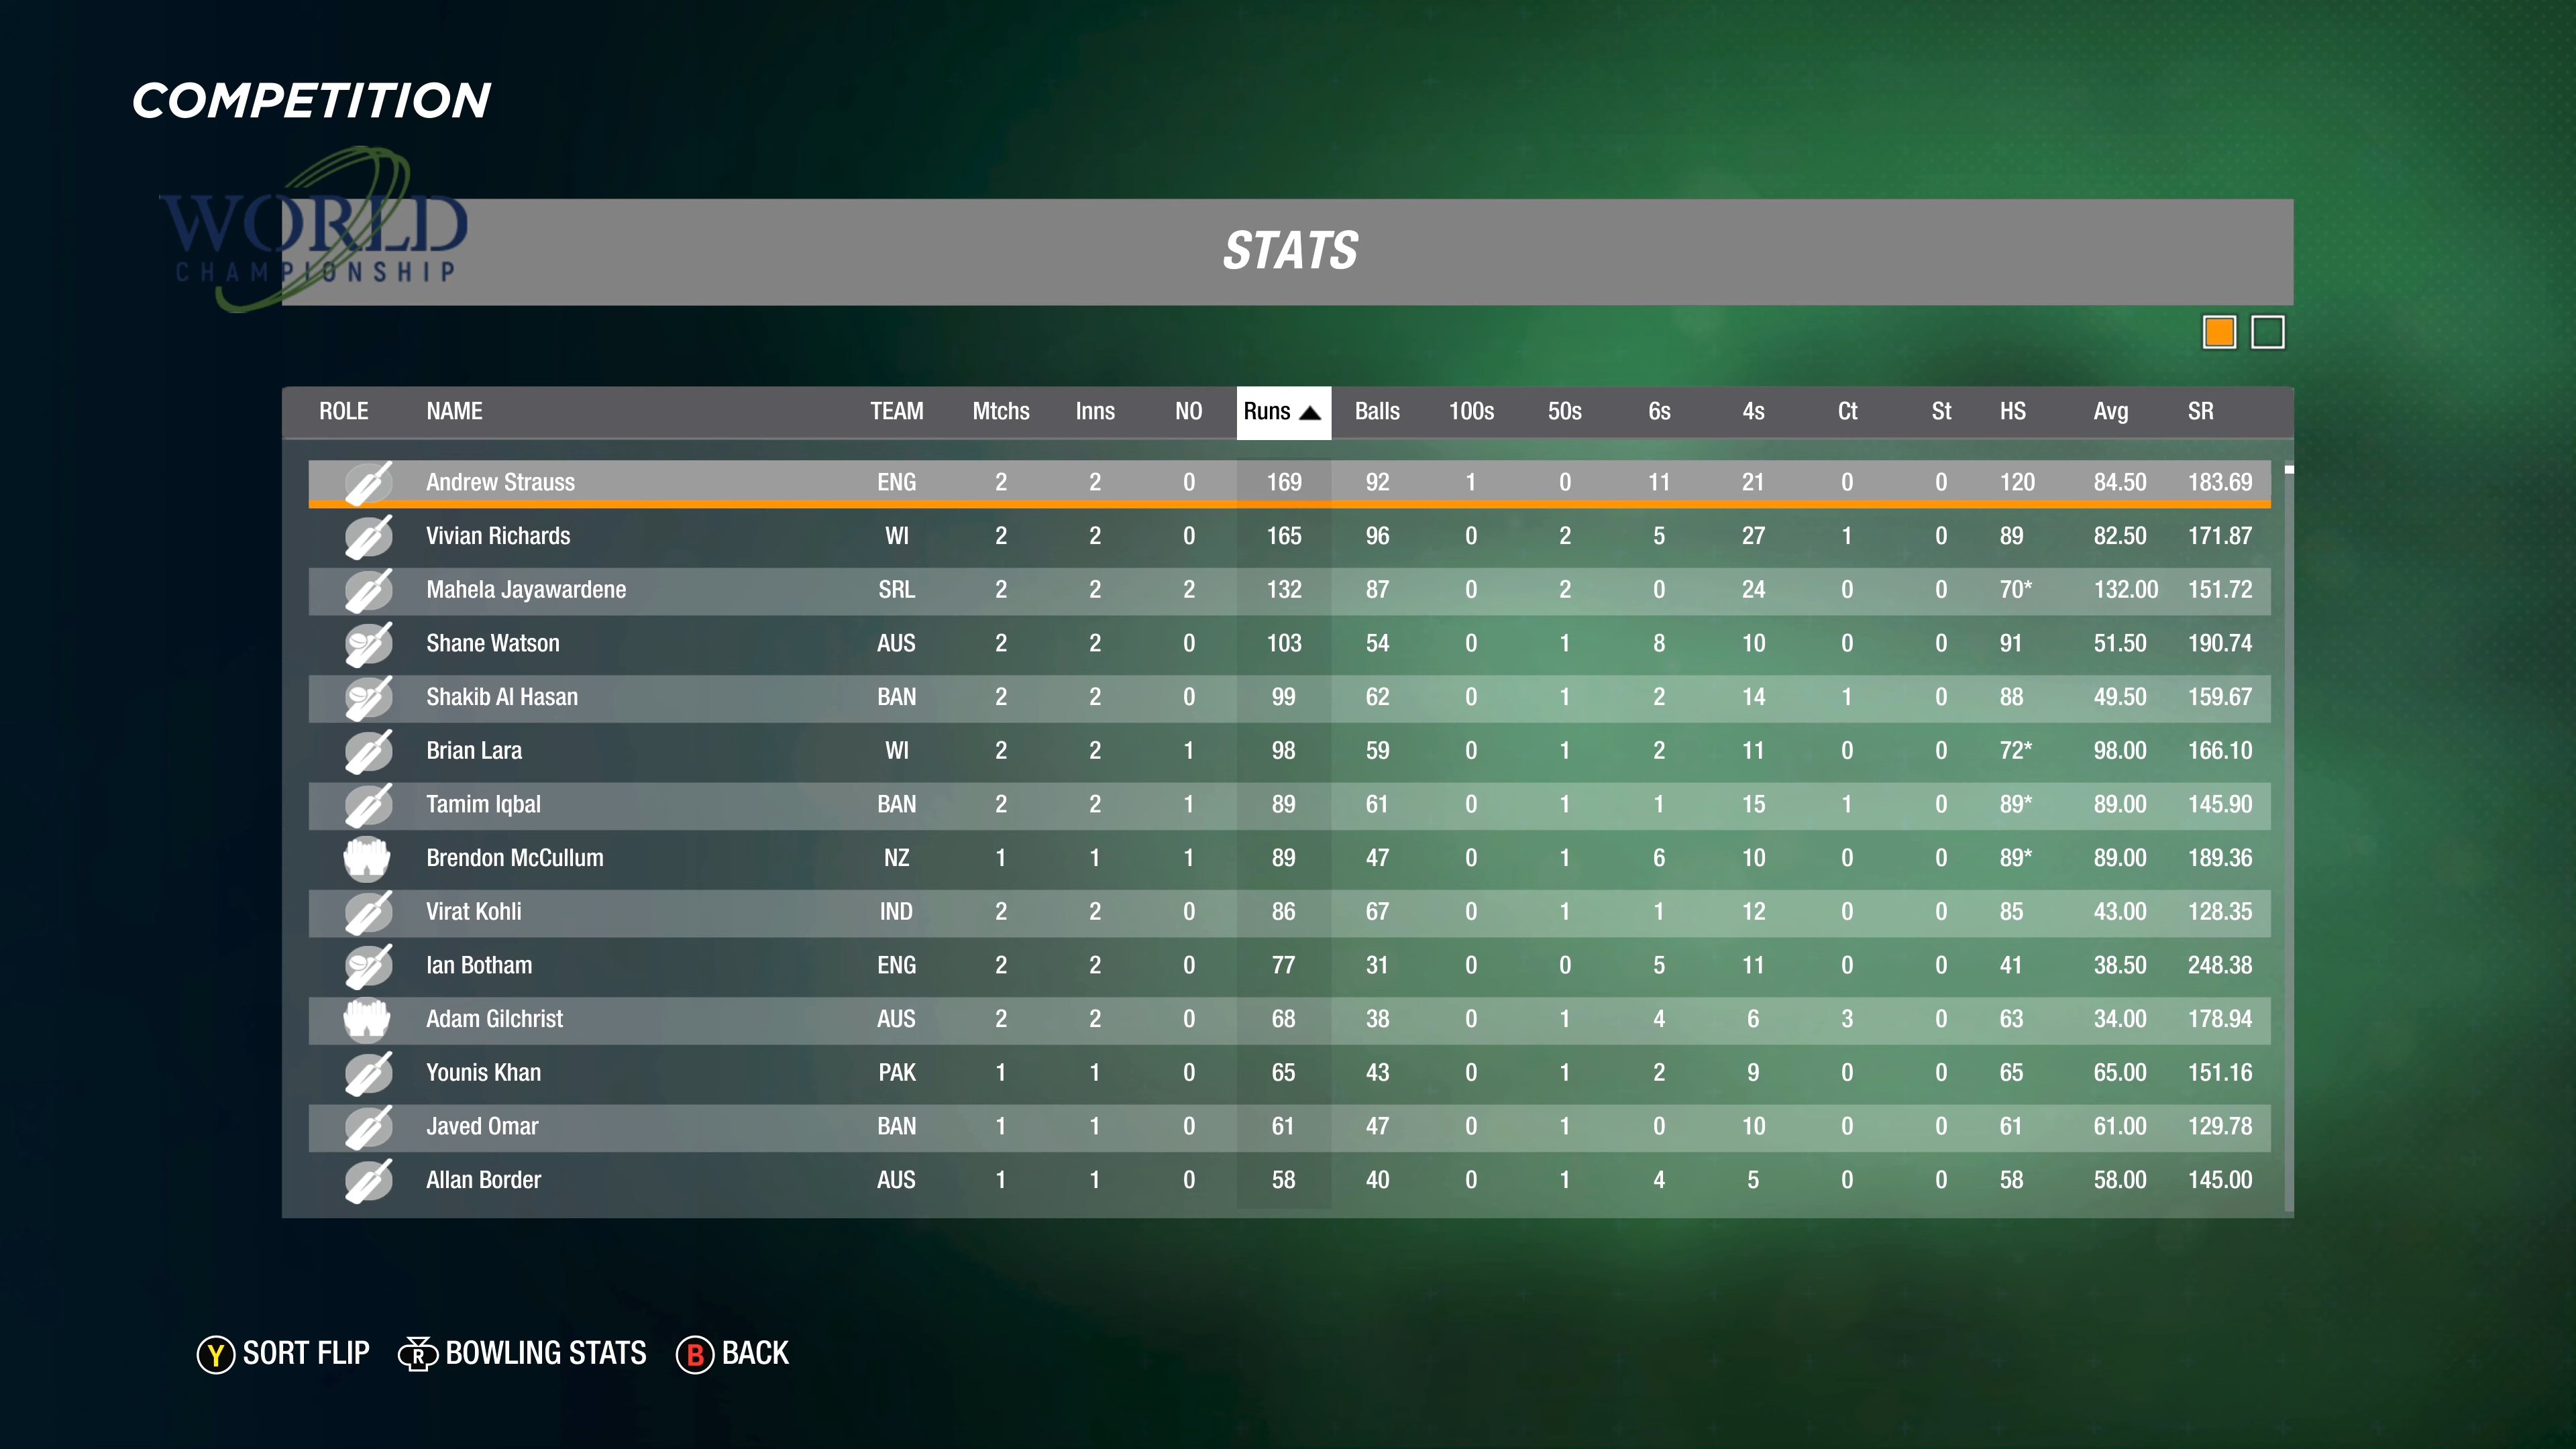 COMPETITION
WORLD
CHAMPIONSHIP
STATS
ROLE NAME TEAM Mtchs Inns NO Runs Balls 100s 50s 6s 4s Ct St HS Avg SR
Andrew Strauss ENG 2 2 0 169 92 1 0 11 21 0 0 120 84.50 183.69
Vivian Richards WI 2 2 0 165 96 0 2 5 27 1 0 89 82.50 171.87
Mahela Jayawardene SRL 2 2 2 132 87 0 2 0 24 0 0 70* 132.00 151.72
Shane Watson AUS 2 2 0 103 54 0 1 8 10 0 0 91 51.50 190.74
Shakib Al Hasan BAN 2 2 0 99 62 0 1 2 14 1 0 88 49.50 159.67
Brian Lara WI 2 2 1 98 59 0 1 2 11 0 0 72* 98.00 166.10
Tamim Iqbal BAN 2 2 1 89 61 0 1 1 15 1 0 89* 89.00 145.90
Brendon McCullum NZ 1 1 1 89 47 0 1 6 10 0 0 89* 89.00 189.36
Virat Kohli IND 2 2 0 86 67 0 1 1 12 0 0 85 43.00 128.35
Ian Botham ENG 2 2 0 77 31 0 0 5 11 0 0 41 38.50 248.38
Adam Gilchrist AUS 2 2 0 68 38 0 1 4 6 3 0 63 34.00 178.94
Younis Khan PAK 1 1 0 65 43 0 1 2 9 0 0 65 65.00 151.16
Javed Omar BAN 1 1 0 61 47 0 1 0 10 0 0 61 61.00 129.78
Allan Border AUS 1 1 0 58 40 0 1 4 5 0 0 58 58.00 145.00
Y SORT FLIP R BOWLING STATS B BACK